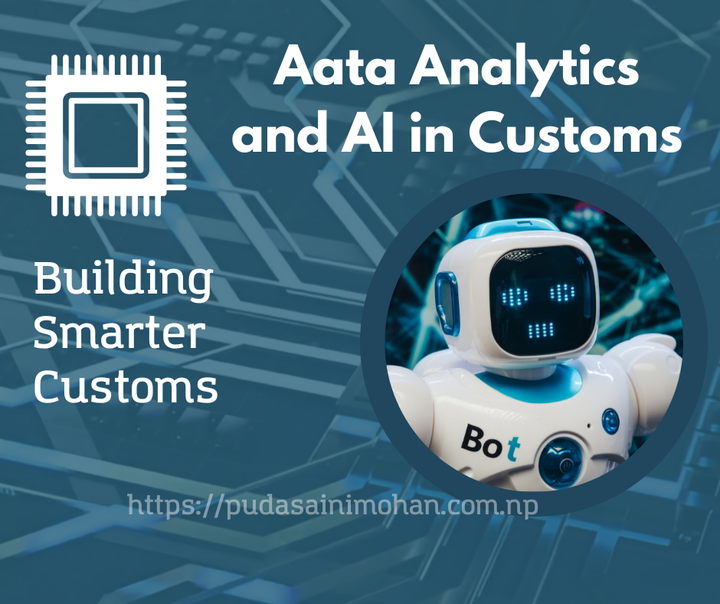 Aata Analytics
and AI in Customs
Building
Smarter
Customs
Bot
https://pudasainimohan.com.np